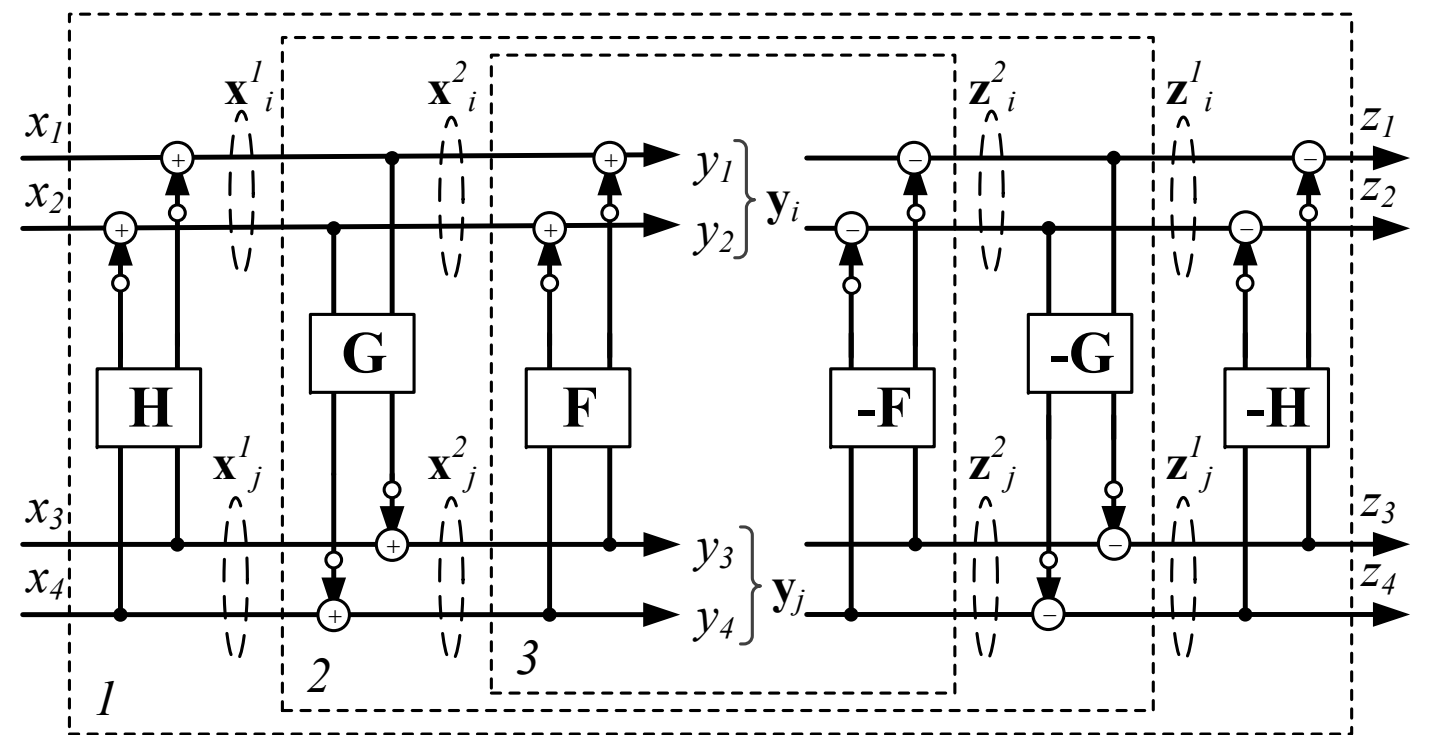 x¹ᵢ x²ᵢ z²ᵢ z¹ᵢ
x₁ + + y₁ − − z₁
x₂ + + y₂ yᵢ − − z₂
G -G
H F -F -H
x¹ⱼ x²ⱼ z²ⱼ z¹ⱼ
x₃ + y₃ − z₃
x₄ + y₄ yⱼ − z₄
1 2 3